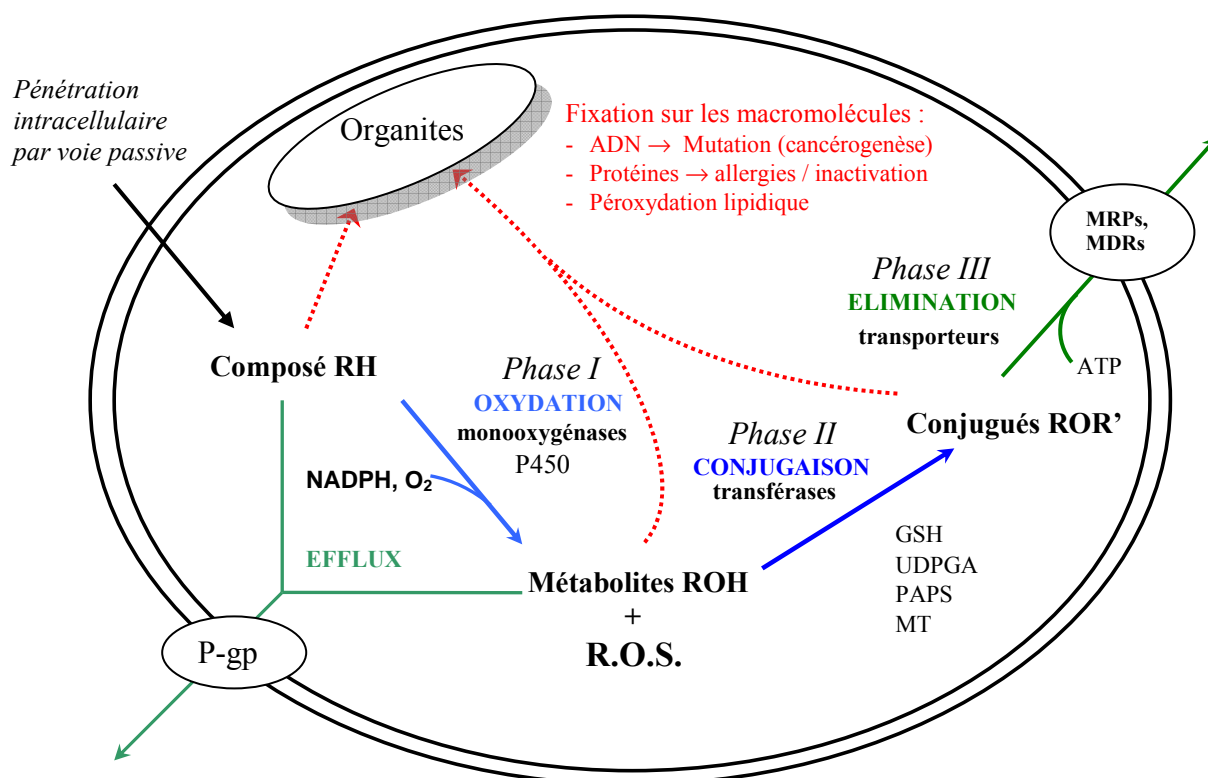 Pénétration
intracellulaire
par voie passive
Organites
Fixation sur les macromolécules :
- ADN → Mutation (cancérogenèse)
- Protéines → allergies / inactivation
- Péroxydation lipidique
MRPs,
MDRs
Phase III
ELIMINATION
transporteurs
ATP
Composé RH
Phase I
OXYDATION
monooxygénases
P450
NADPH, O₂
Phase II
CONJUGAISON
transférases
Conjugués ROR’
GSH
UDPGA
PAPS
MT
EFFLUX
Métabolites ROH
+
R.O.S.
P-gp